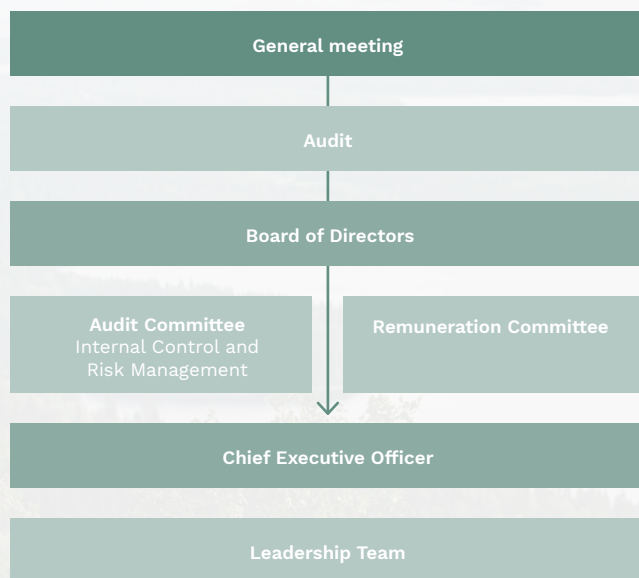 General meeting
Audit
Board of Directors
Audit Committee
Internal Control and
Risk Management
Remuneration Committee
Chief Executive Officer
Leadership Team